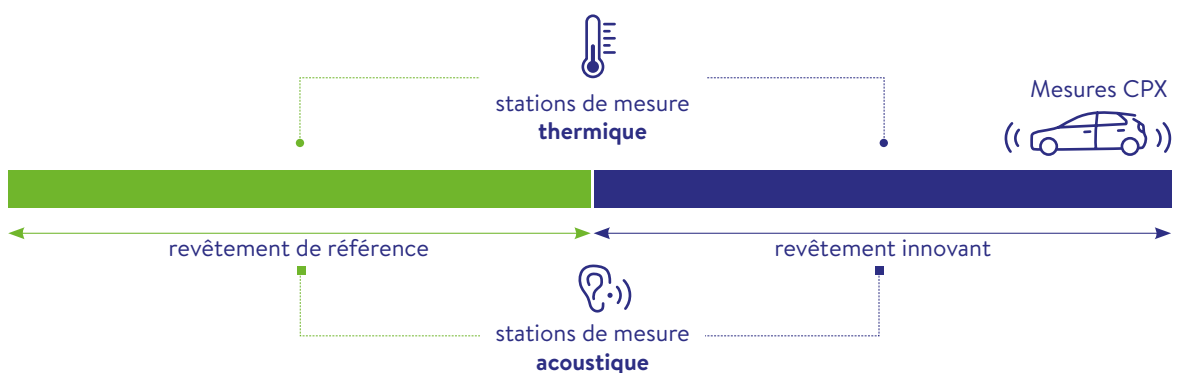 stations de mesure
thermique
Mesures CPX
revêtement de référence
revêtement innovant
stations de mesure
acoustique